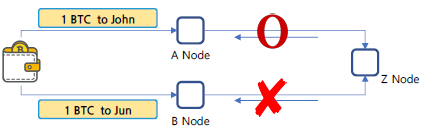 1 BTC to John
A Node
Z Node
1 BTC to Jun
B Node